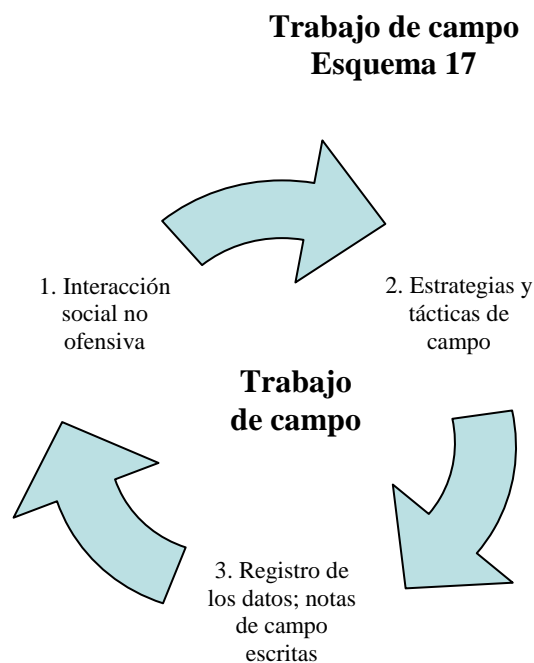 Trabajo de campo
Esquema 17
1. Interacción
social no
ofensiva
2. Estrategias y
tácticas de
campo
Trabajo
de campo
3. Registro de
los datos; notas
de campo
escritas